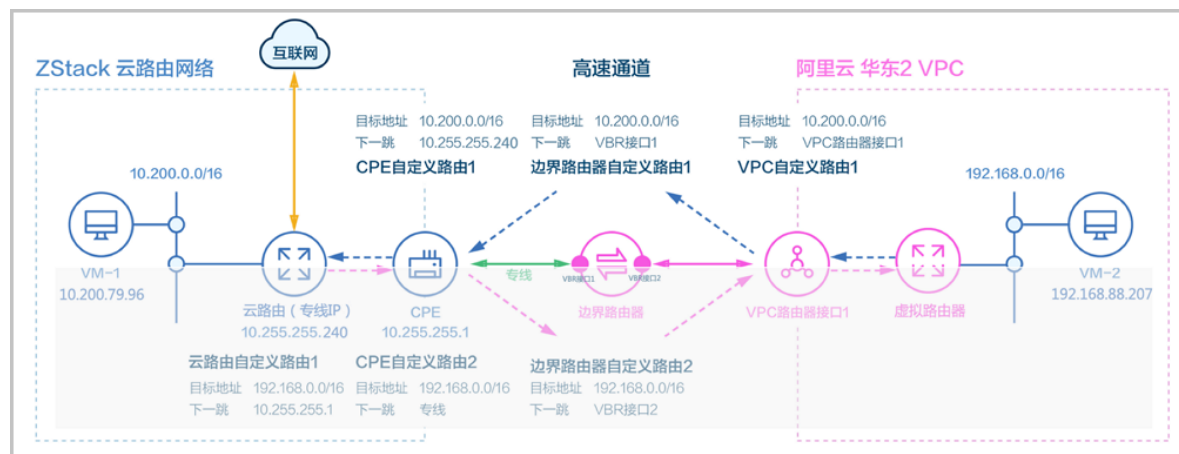 互联网
ZStack 云路由网络
高速通道
阿里云 华东2 VPC
目标地址 10.200.0.0/16
下一跳 10.255.255.240
CPE自定义路由1
目标地址 10.200.0.0/16
下一跳 VBR接口1
边界路由器自定义路由1
目标地址 10.200.0.0/16
下一跳 VPC路由器接口1
VPC自定义路由1
10.200.0.0/16
192.168.0.0/16
VM-1
10.200.79.96
云路由（专线IP）
10.255.255.240
CPE
10.255.255.1
专线
VBR接口1
VBR接口2
边界路由器
VPC路由器接口1
虚拟路由器
VM-2
192.168.88.207
云路由自定义路由1
目标地址 192.168.0.0/16
下一跳 10.255.255.1
CPE自定义路由2
目标地址 192.168.0.0/16
下一跳 专线
边界路由器自定义路由2
目标地址 192.168.0.0/16
下一跳 VBR接口2